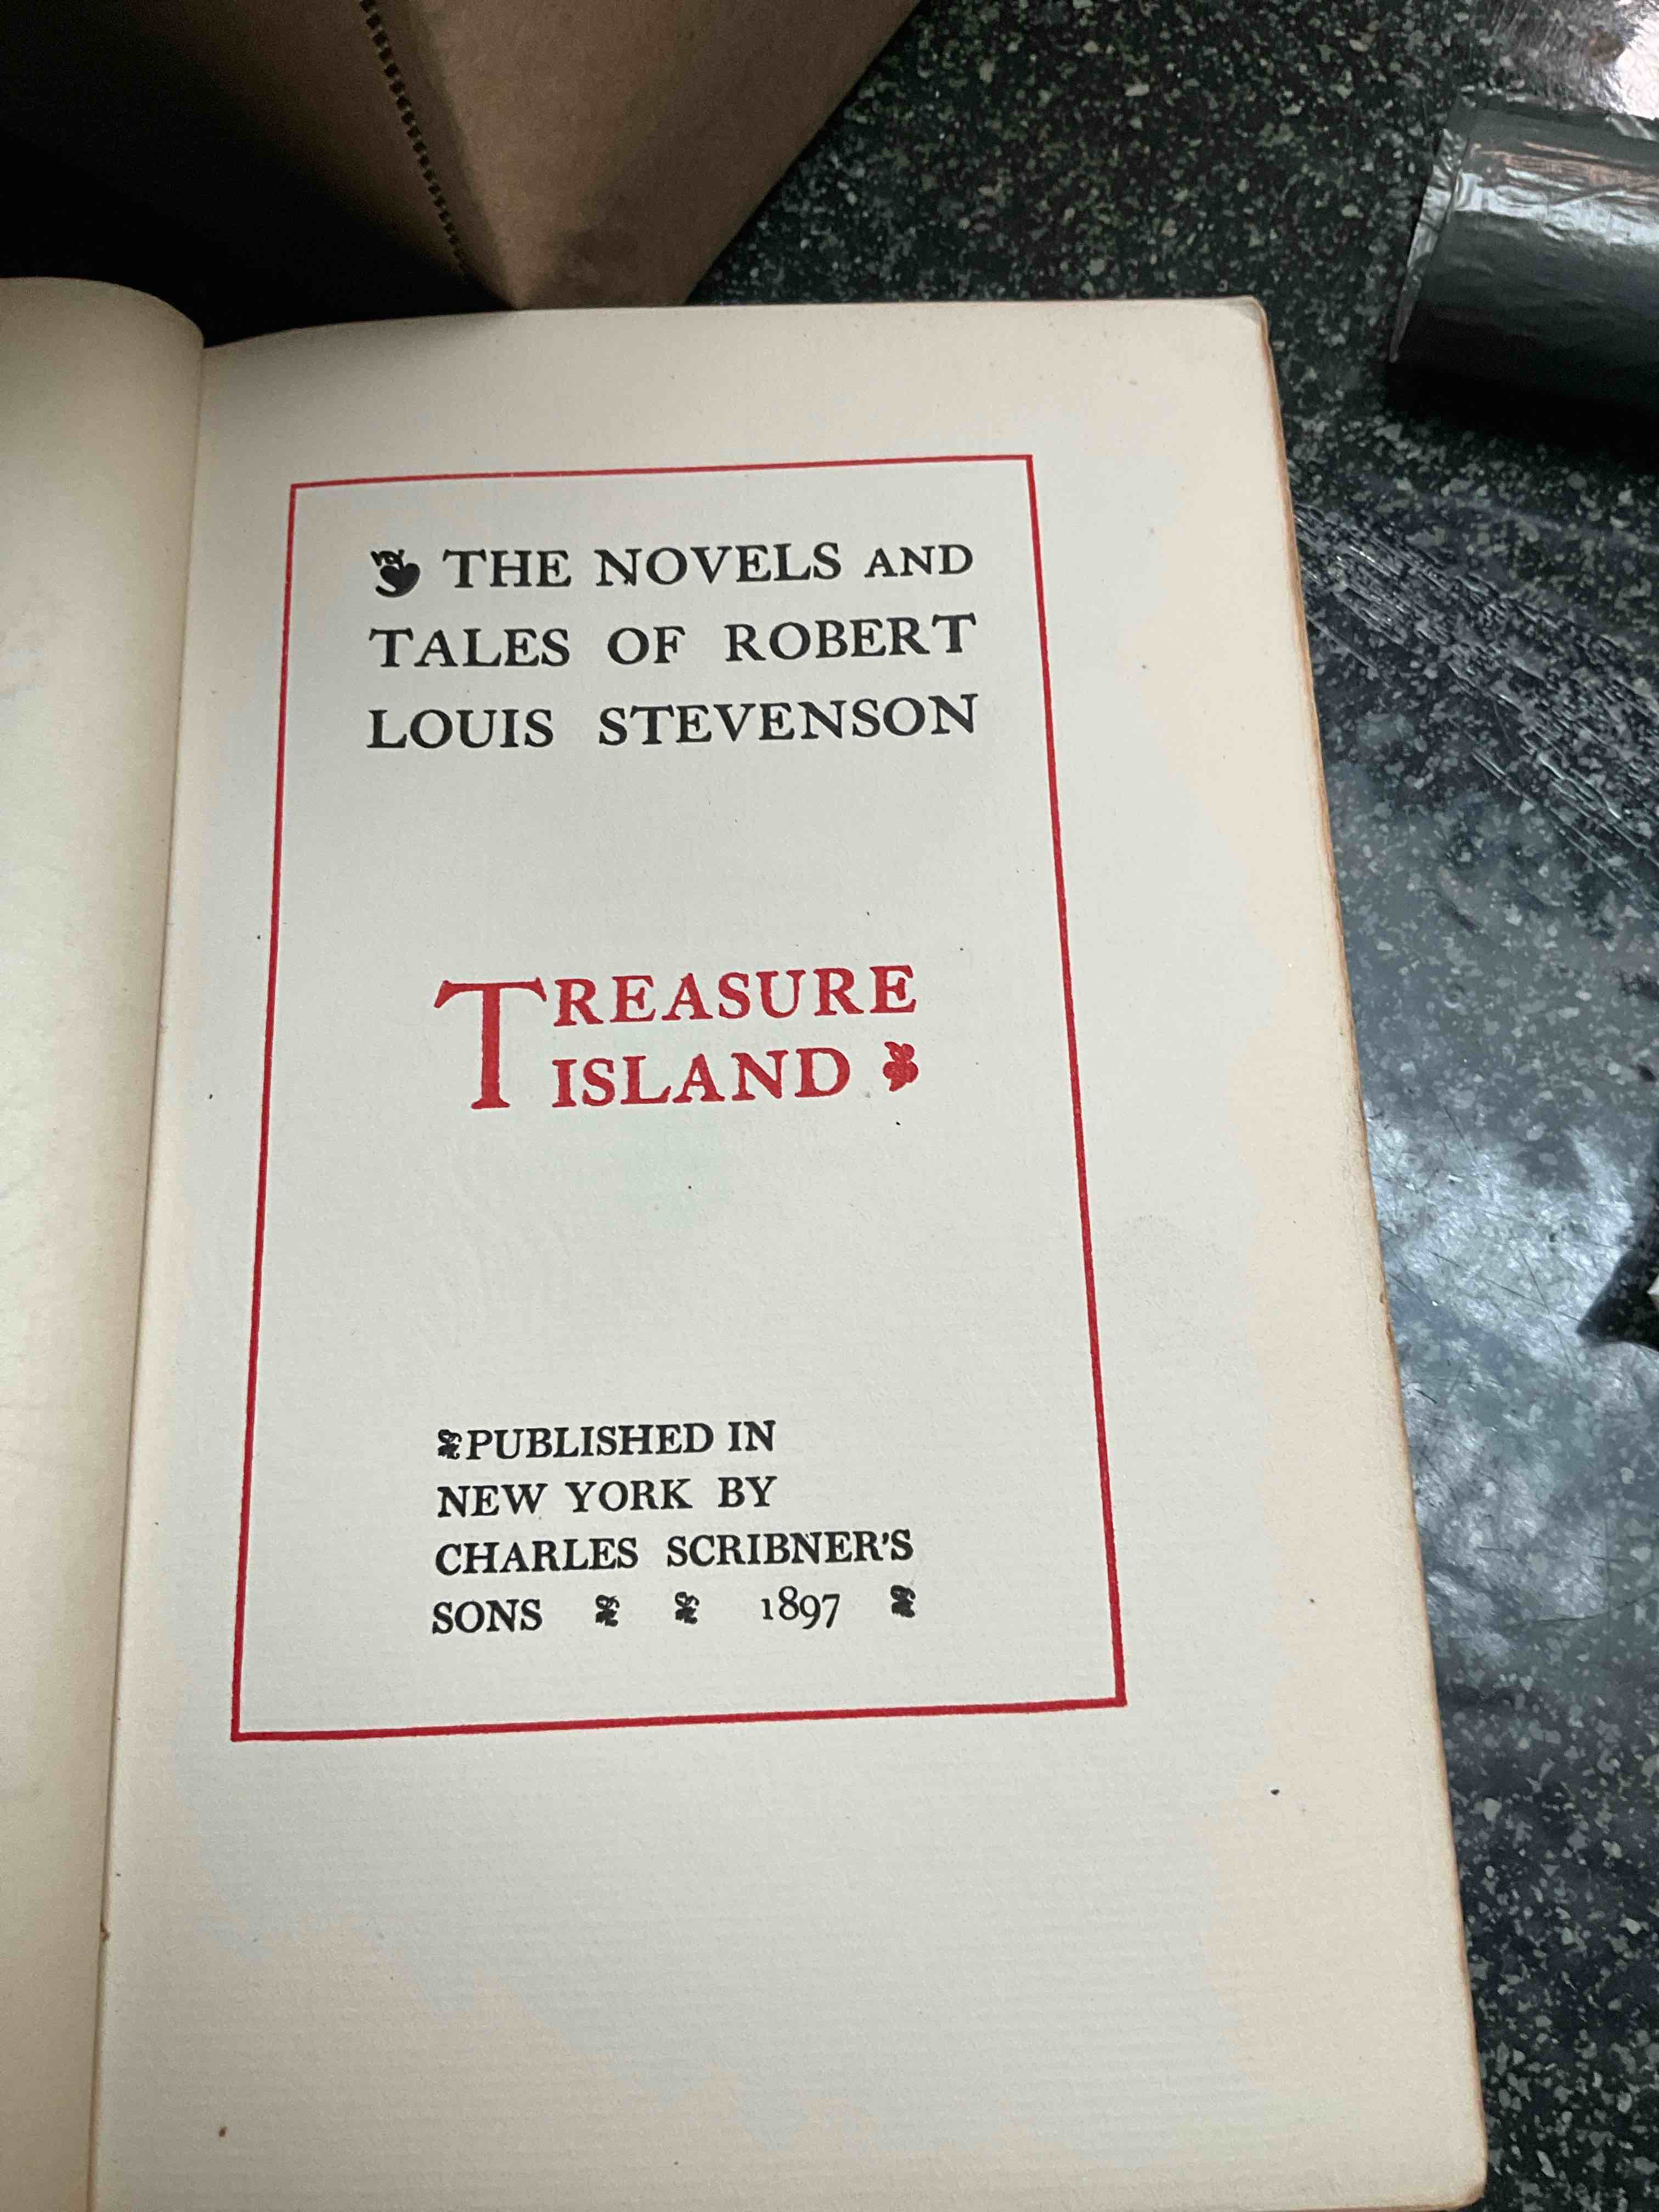 THE NOVELS AND
TALES OF ROBERT
LOUIS STEVENSON
TREASURE
ISLAND
PUBLISHED IN
NEW YORK BY
CHARLES SCRIBNER'S
SONS 1897